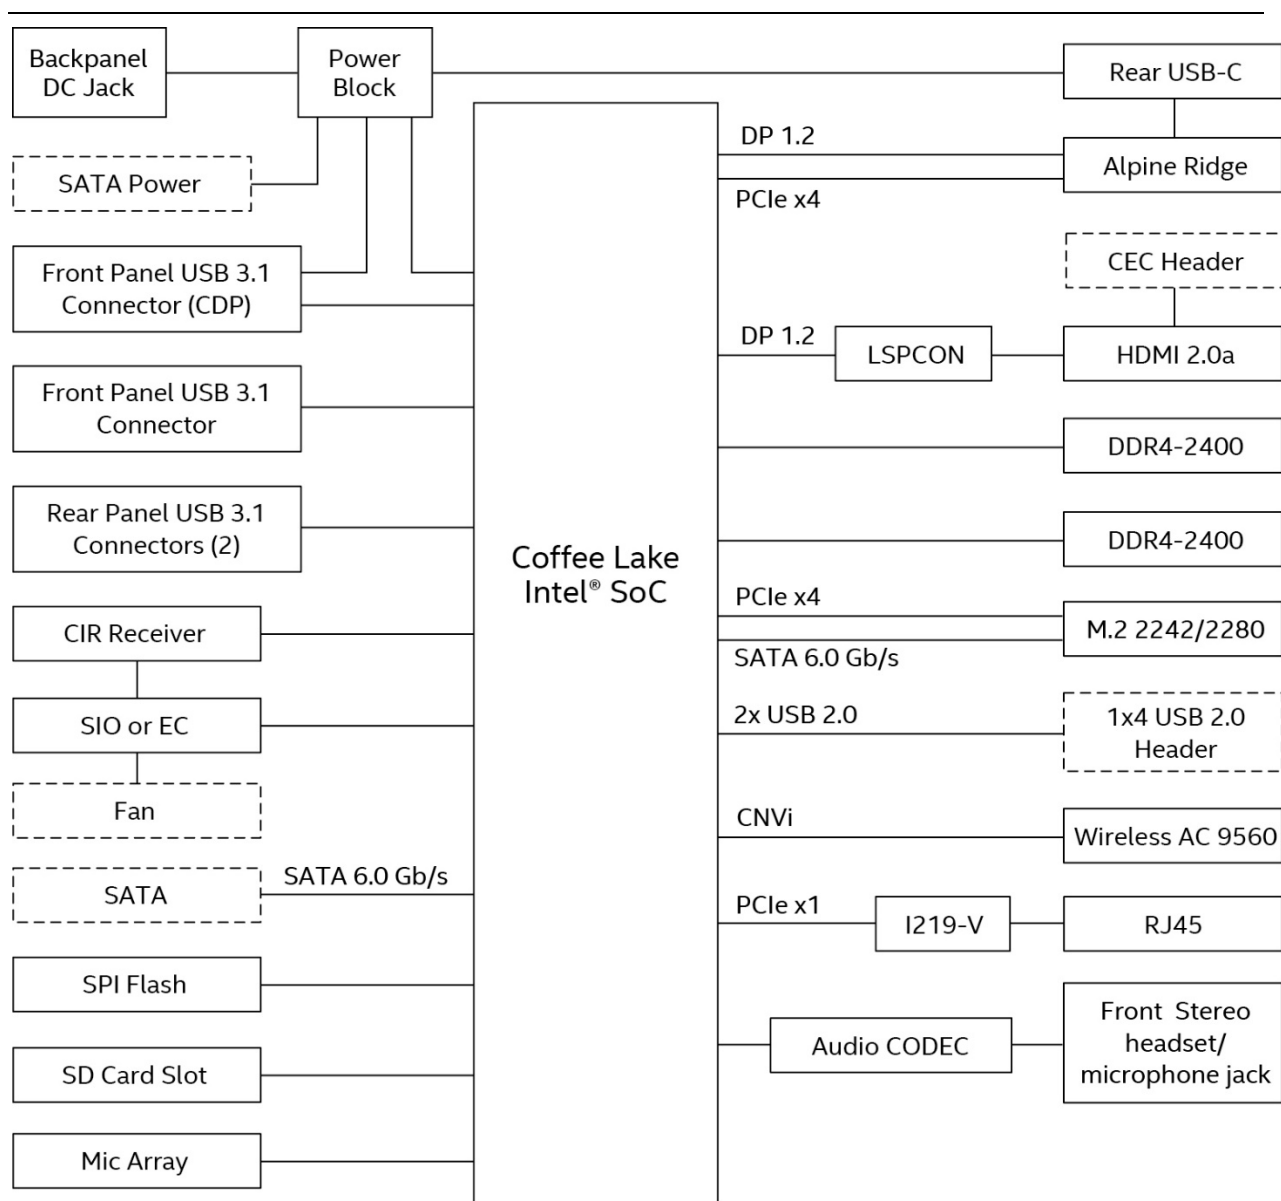 Backpanel
DC Jack
Power
Block
Rear USB-C
SATA Power
DP 1.2
PCIe x4
Alpine Ridge
Front Panel USB 3.1
Connector (CDP)
CEC Header
DP 1.2
LSPCON
HDMI 2.0a
Front Panel USB 3.1
Connector
DDR4-2400
Rear Panel USB 3.1
Connectors (2)
DDR4-2400
Coffee Lake
Intel® SoC
CIR Receiver
PCIe x4
SATA 6.0 Gb/s
M.2 2242/2280
SIO or EC
2x USB 2.0
1x4 USB 2.0
Header
Fan
CNVi
Wireless AC 9560
SATA
SATA 6.0 Gb/s
PCIe x1
I219-V
RJ45
SPI Flash
Audio CODEC
Front Stereo
headset/
microphone jack
SD Card Slot
Mic Array